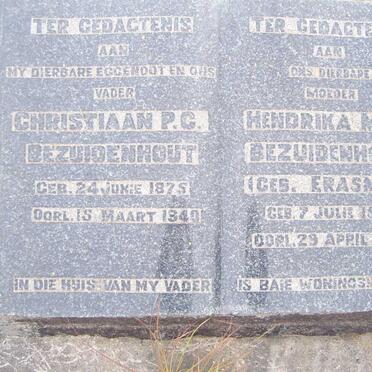 TER GEDAGTENIS
AAN
MY DIERBARE EGGENOOT EN ONS
VADER
CHRISTIAAN P.C.
BEZUIDENHOUT
GEB. 24 JUNIE 1875
OORL. 15 MAART 1940
IN DIE HUIS VAN MY VADER
TER GEDAGTE
AAN
ONS DIERBARE
MOEDER
HENDRIKA
BEZUIDENH
(GEB. ERASM
GEB. 7 JULIE
OORL. 29 APRIL
IS BAIE WONINGS